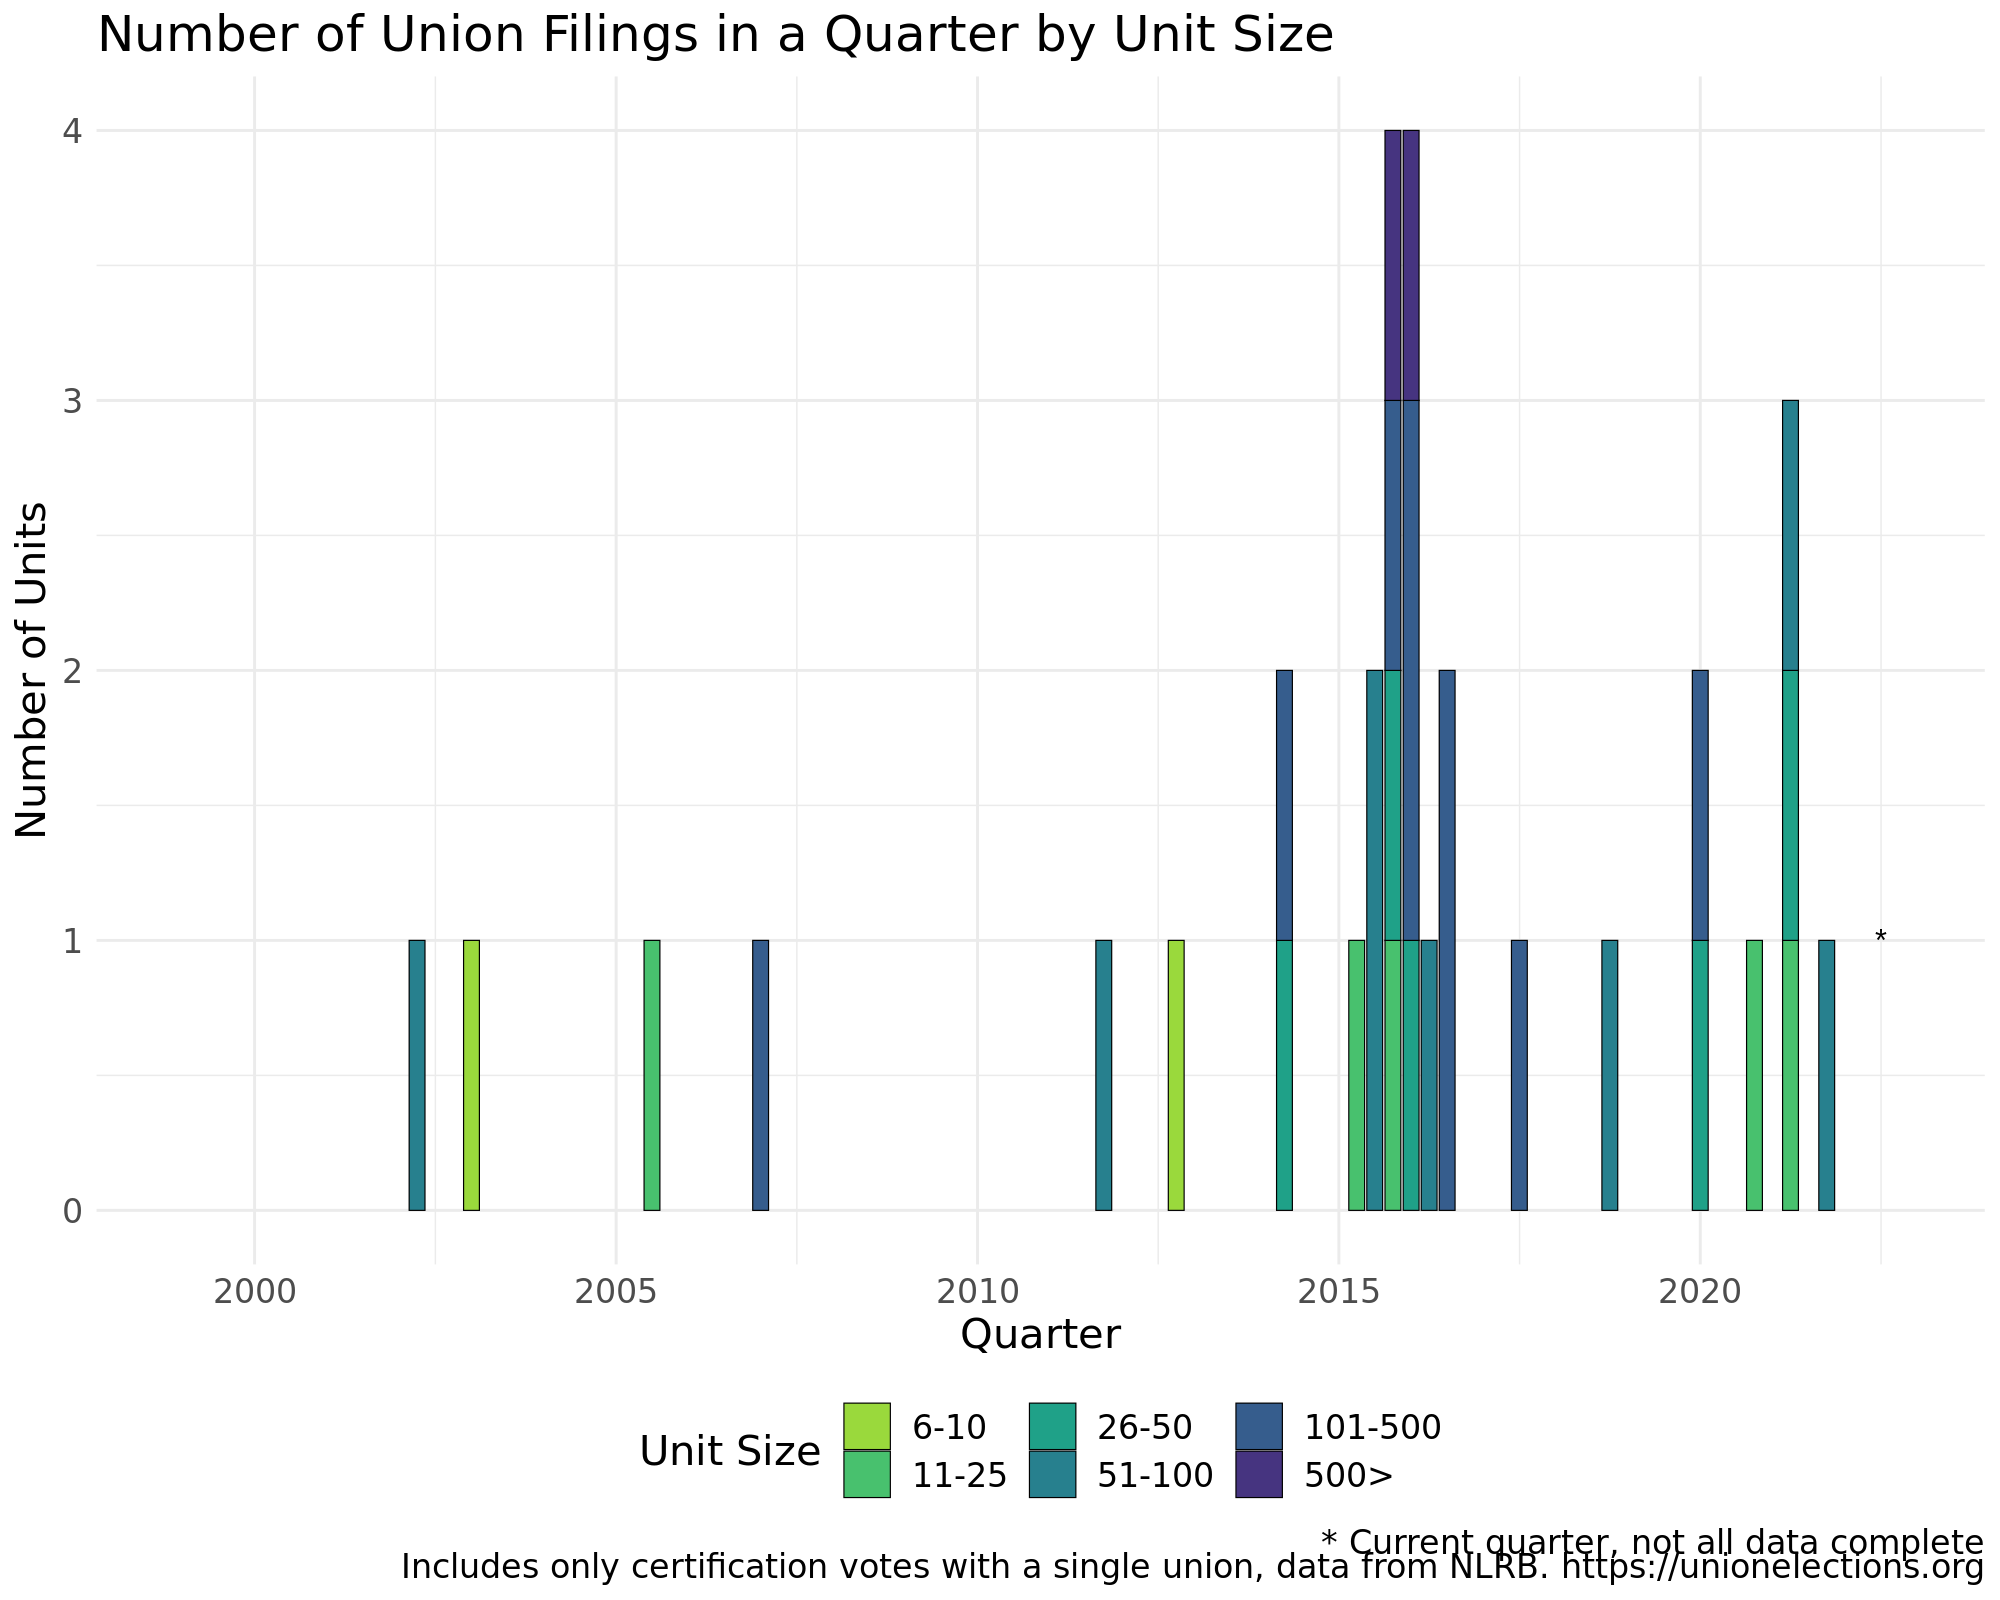 Number of Union Filings in a Quarter by Unit Size
Number of Units
4
3
2
1
0
*
2000 2005 2010 2015 2020
Quarter
Unit Size
6-10 26-50 101-500
11-25 51-100 500>
* Current quarter, not all data complete
Includes only certification votes with a single union, data from NLRB. https://unionelections.org